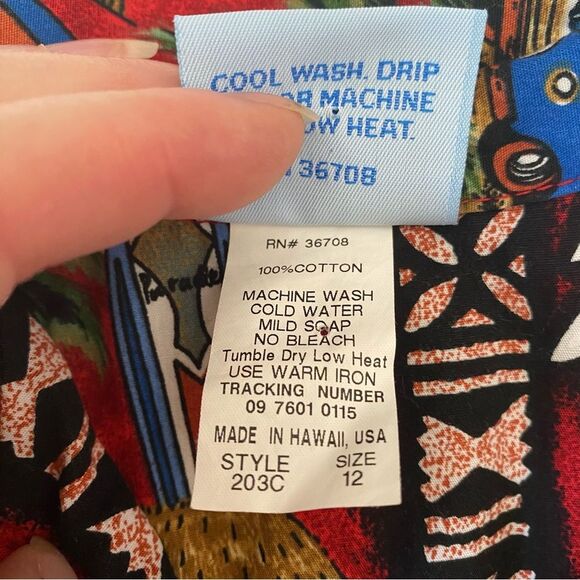 COOL WASH. DRIP
MACHINE
HEAT.
36708
RN# 36708
100%COTTON
MACHINE WASH
COLD WATER
MILD SOAP
NO BLEACH
Tumble Dry Low Heat
USE WARM IRON
TRACKING NUMBER
09 7601 0115
MADE IN HAWAII, USA
STYLE SIZE
203C 12